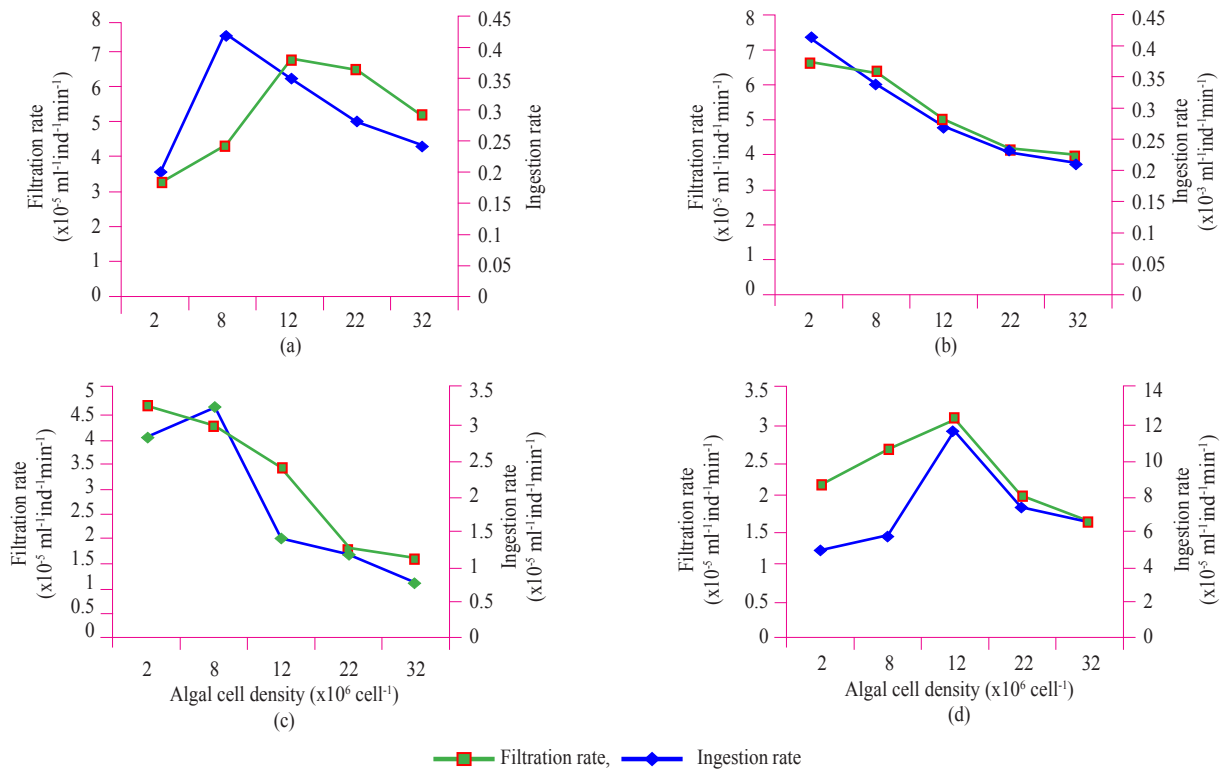 8
7
6
5
4
3
2
1
0
Filtration rate
(x10⁻⁵ ml⁻¹ind⁻¹min⁻¹)
0.45
0.4
0.35
0.3
0.25
0.2
0.15
0.1
0.05
0
Ingestion rate
2 8 12 22 32
(a)
8
7
6
5
4
3
2
1
0
Filtration rate
(x10⁻⁵ ml⁻¹ind⁻¹min⁻¹)
0.45
0.4
0.35
0.3
0.25
0.2
0.15
0.1
0.05
0
Ingestion rate
(x10⁻³ ml⁻¹ind⁻¹min⁻¹)
2 8 12 22 32
(b)
5
4.5
4
3.5
3
2.5
2
1.5
1
0.5
0
Filtration rate
(x10⁻⁵ ml⁻¹ind⁻¹min⁻¹)
3.5
3
2.5
2
1.5
1
0.5
0
Ingestion rate
(x10⁻⁵ ml⁻¹ind⁻¹min⁻¹)
2 8 12 22 32
Algal cell density (x10⁶ cell⁻¹)
(c)
3.5
3
2.5
2
1.5
1
0.5
0
Filtration rate
(x10⁻⁵ ml⁻¹ind⁻¹min⁻¹)
14
12
10
8
6
4
2
0
Ingestion rate
(x10⁻⁵ ml⁻¹ind⁻¹min⁻¹)
2 8 12 22 32
Algal cell density (x10⁶ cell⁻¹)
(d)
Filtration rate, Ingestion rate